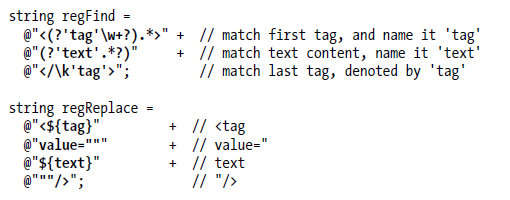 string regFind =
@"<(?'tag'\w+?).*>" + // match first tag, and name it 'tag'
@"(?'text'.*?)" + // match text content, name it 'text'
@"</\k'tag'>"; // match last tag, denoted by 'tag'
string regReplace =
@"<${tag}" + // <tag
@"value=""" + // value="
@"${text}" + // text
@"""/>"; // "/>